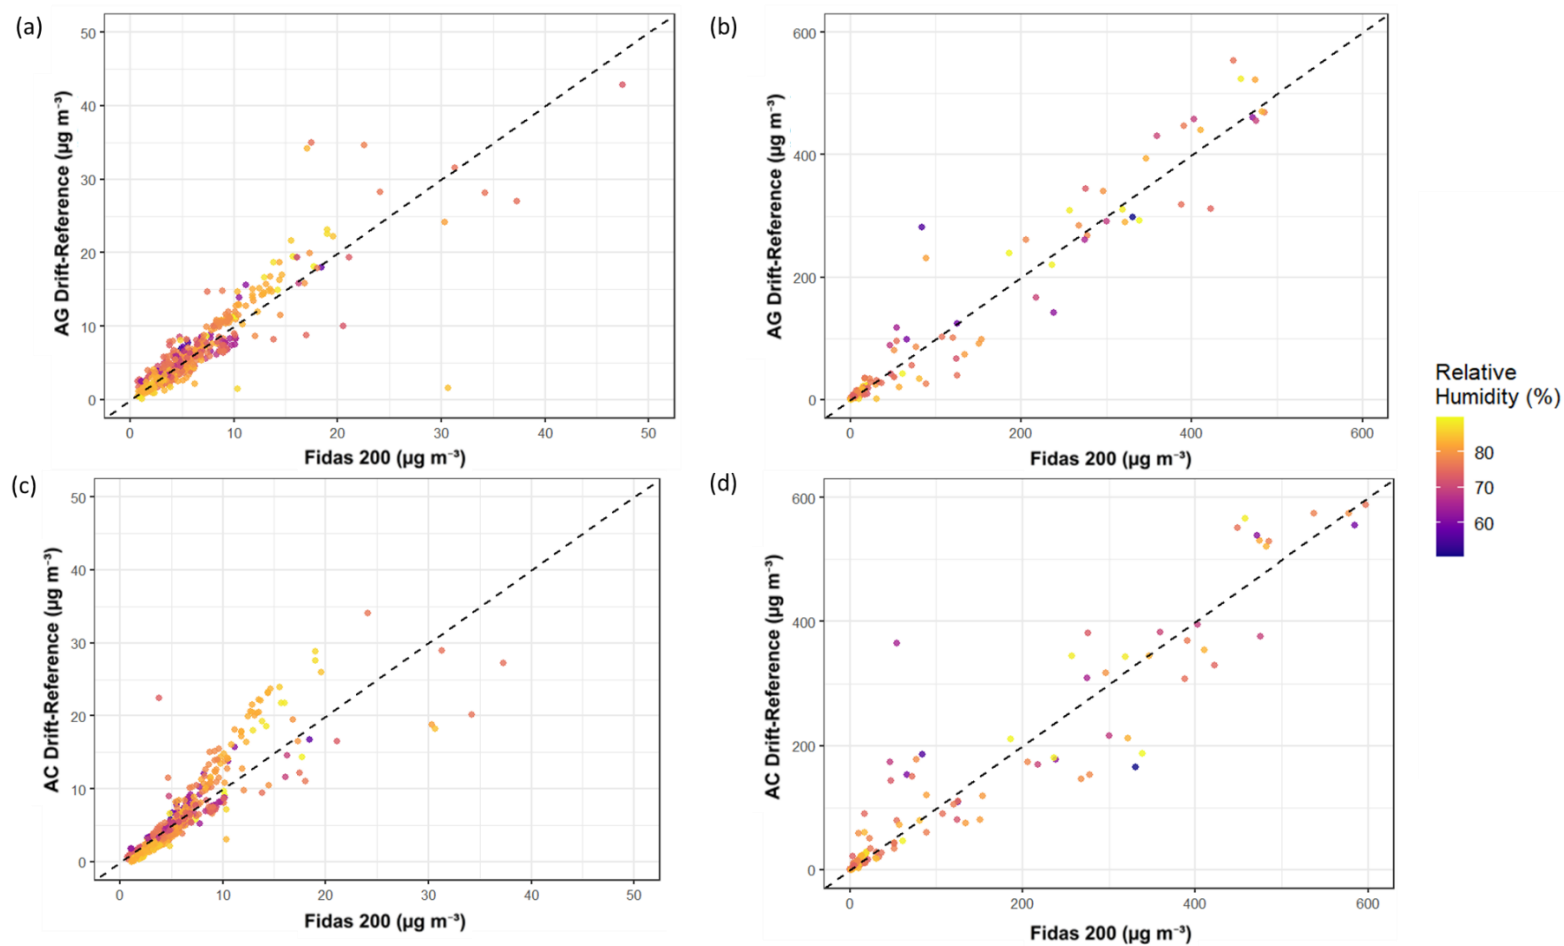 (a)
50
40
30
20
10
0
AG Drift-Reference (µg m⁻³)
0 10 20 30 40 50
Fidas 200 (µg m⁻³)
(b)
600
400
200
0
AG Drift-Reference (µg m⁻³)
0 200 400 600
Fidas 200 (µg m⁻³)
(c)
50
40
30
20
10
0
AC Drift-Reference (µg m⁻³)
0 10 20 30 40 50
Fidas 200 (µg m⁻³)
(d)
600
400
200
0
AC Drift-Reference (µg m⁻³)
0 200 400 600
Fidas 200 (µg m⁻³)
Relative
Humidity (%)
80
70
60